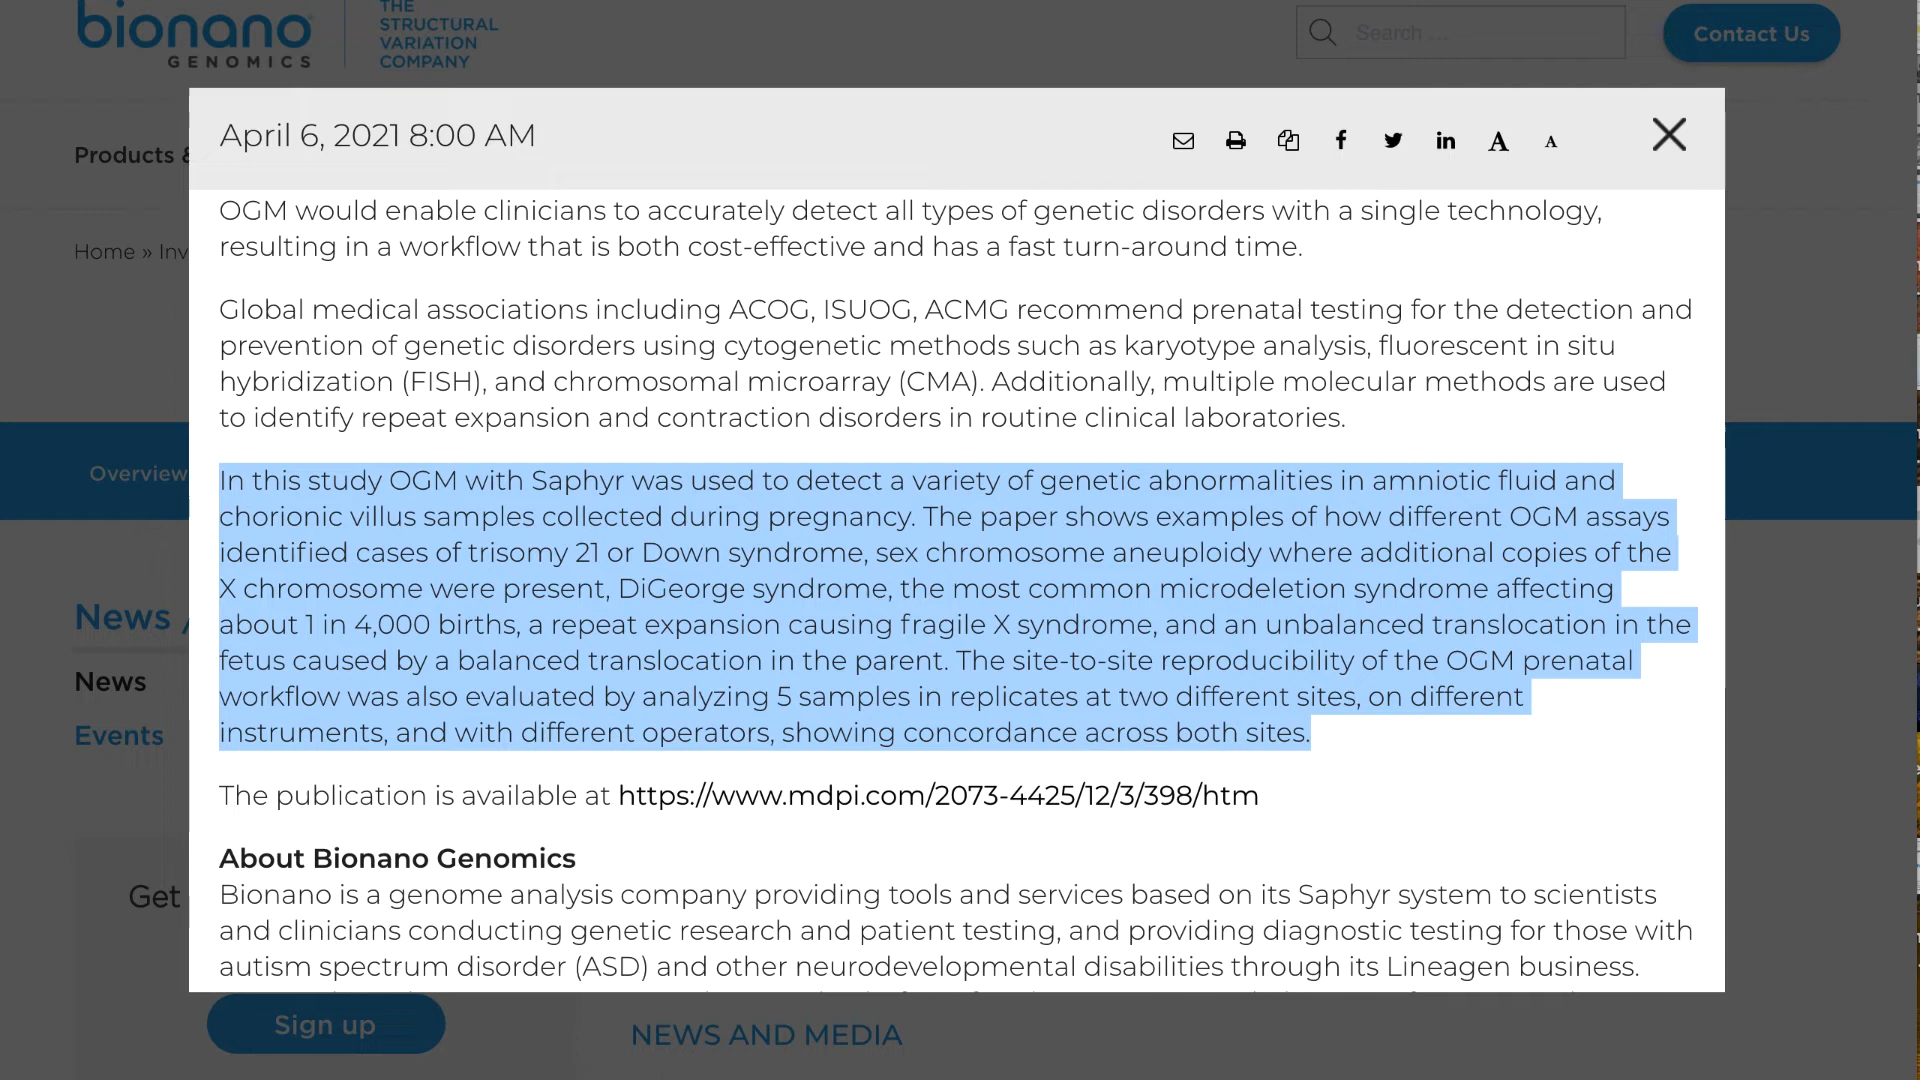 bionano
GENOMICS
THE
STRUCTURAL
VARIATION
COMPANY
Search ...
Contact Us
Products &
Home » Inv
Overview
April 6, 2021 8:00 AM
OGM would enable clinicians to accurately detect all types of genetic disorders with a single technology,
resulting in a workflow that is both cost-effective and has a fast turn-around time.
Global medical associations including ACOG, ISUOG, ACMG recommend prenatal testing for the detection and
prevention of genetic disorders using cytogenetic methods such as karyotype analysis, fluorescent in situ
hybridization (FISH), and chromosomal microarray (CMA). Additionally, multiple molecular methods are used
to identify repeat expansion and contraction disorders in routine clinical laboratories.
In this study OGM with Saphyr was used to detect a variety of genetic abnormalities in amniotic fluid and
chorionic villus samples collected during pregnancy. The paper shows examples of how different OGM assays
identified cases of trisomy 21 or Down syndrome, sex chromosome aneuploidy where additional copies of the
X chromosome were present, DiGeorge syndrome, the most common microdeletion syndrome affecting
about 1 in 4,000 births, a repeat expansion causing fragile X syndrome, and an unbalanced translocation in the
fetus caused by a balanced translocation in the parent. The site-to-site reproducibility of the OGM prenatal
workflow was also evaluated by analyzing 5 samples in replicates at two different sites, on different
instruments, and with different operators, showing concordance across both sites.
The publication is available at https://www.mdpi.com/2073-4425/12/3/398/htm
About Bionano Genomics
Bionano is a genome analysis company providing tools and services based on its Saphyr system to scientists
and clinicians conducting genetic research and patient testing, and providing diagnostic testing for those with
autism spectrum disorder (ASD) and other neurodevelopmental disabilities through its Lineagen business.
News /
News
Events
Get
Sign up
NEWS AND MEDIA